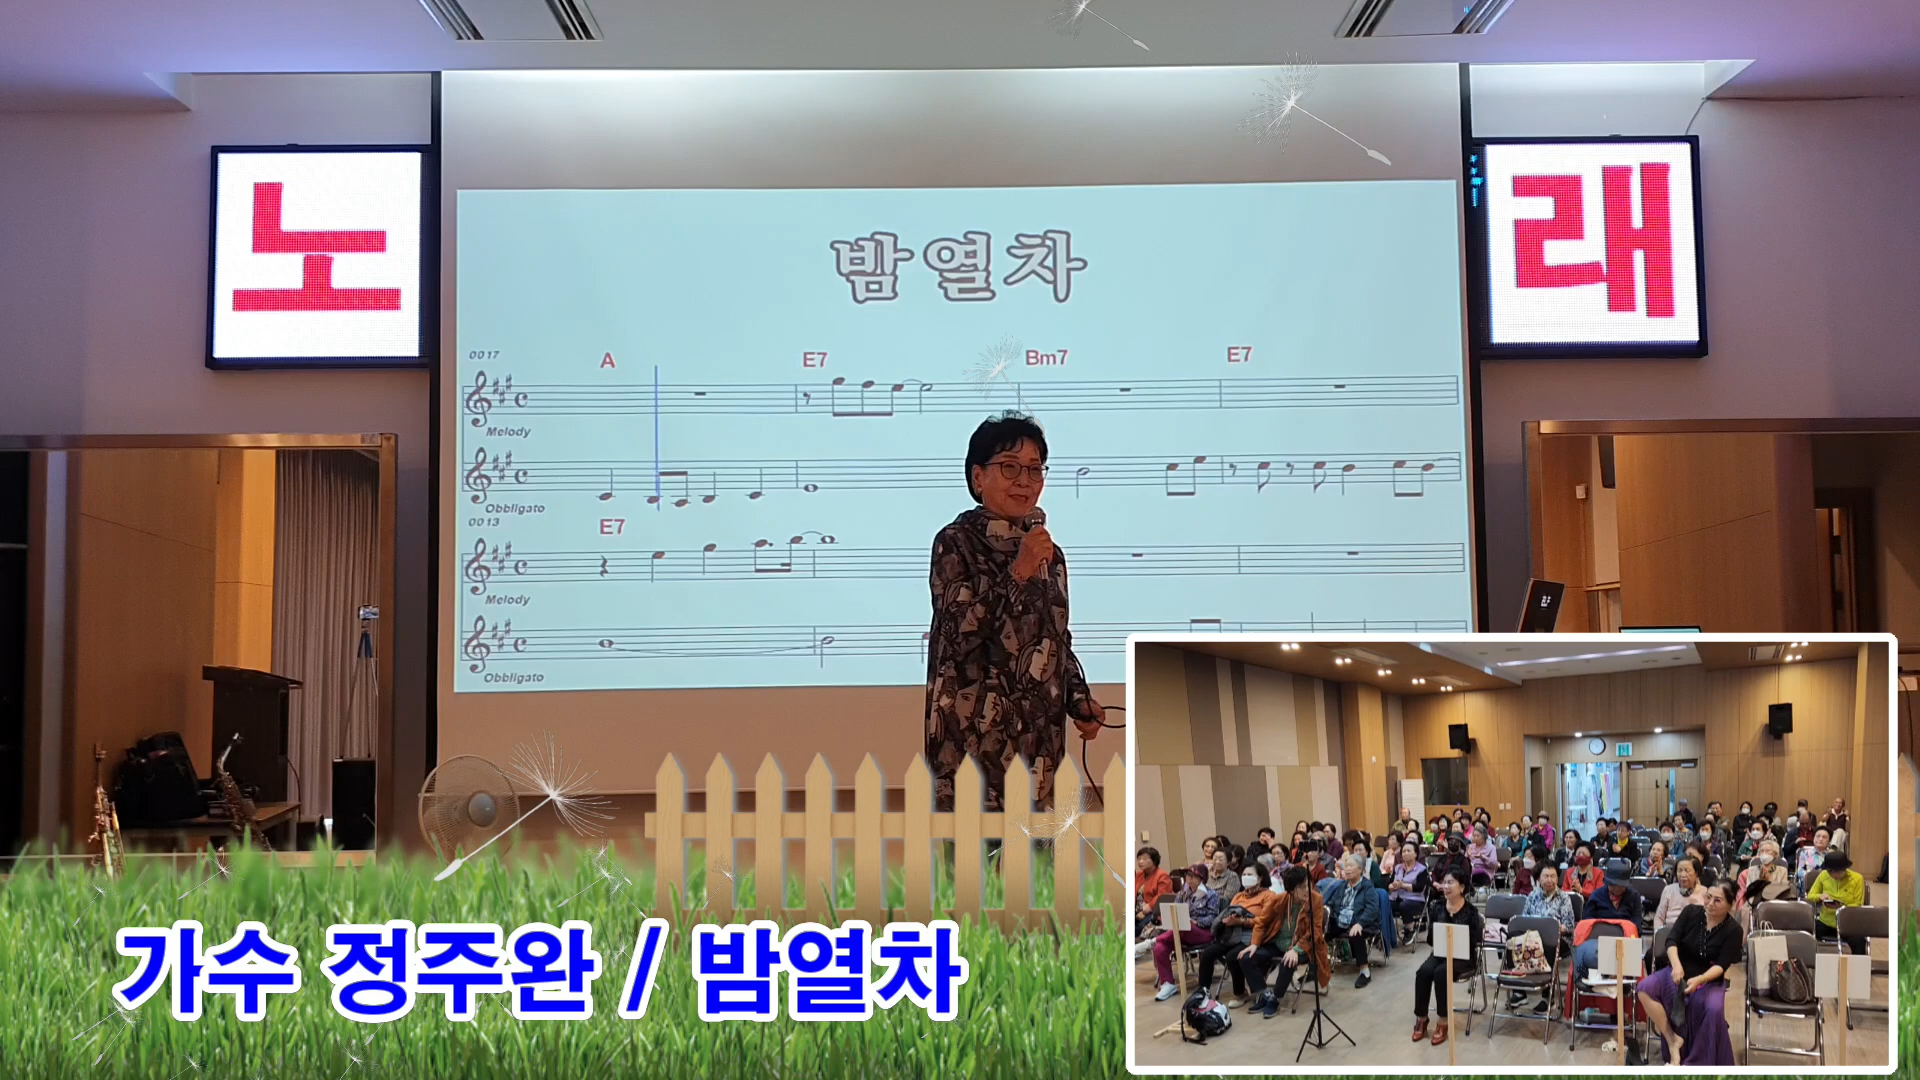 노
래
밤열차
0017
A
E7
Bm7
E7
Melody
Obbligato
0013
E7
Melody
Obbligato
가수 정주완 / 밤열차